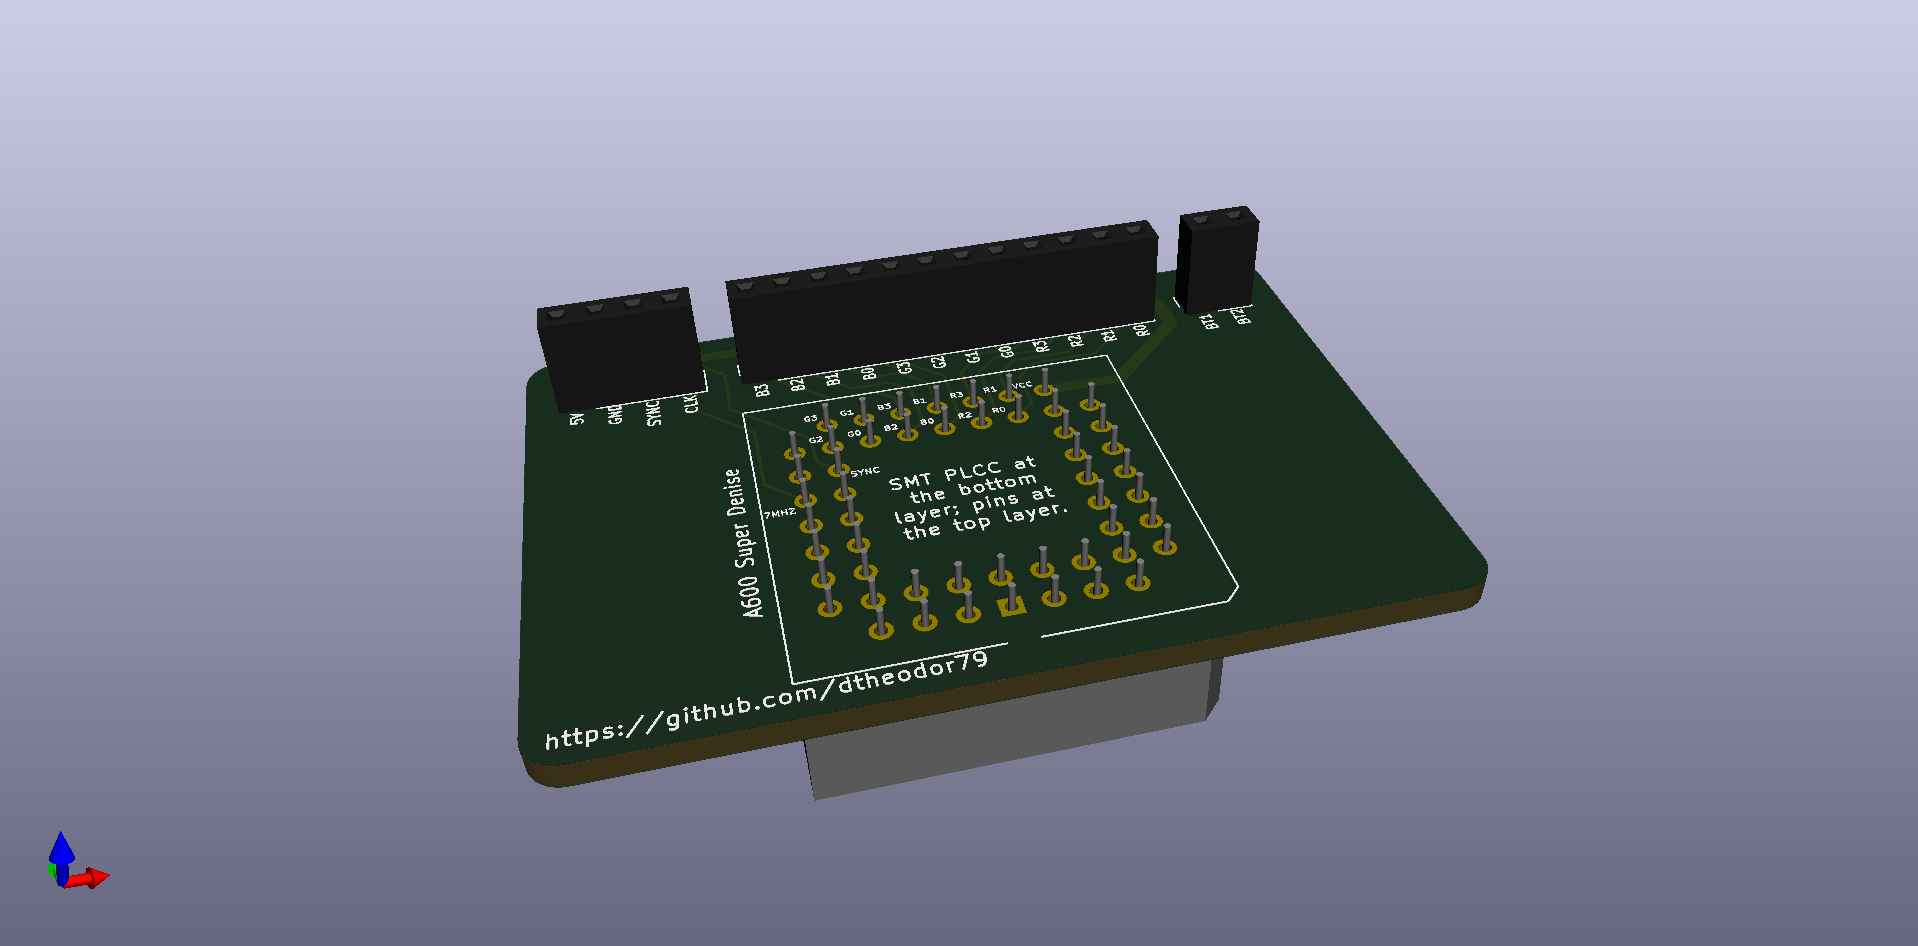 5V GND SYNC CLK
B3 B2 B1 B0 G3 G2 G1 G0 R3 R2 R1 R0
BT1 BT2
G3 G1 B3 B1 R3 R1 VCC
G2 G0 B2 B0 R2 R0
SYNC
7MHZ
A600 Super Denise
SMT PLCC at
the bottom
layer; pins at
the top layer.
https://github.com/dtheodor79